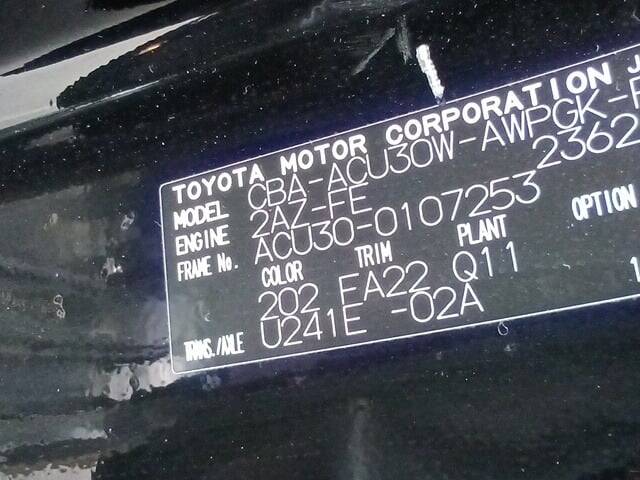 TOYOTA MOTOR CORPORATION
MODEL CBA-ACU30W-AWPGK-
ENGINE 2AZ-FE 2362
FRAME No. ACU30-0107253
COLOR TRIM PLANT OPTION
202 FA22 Q11
TRANS./AXLE U241E -02A